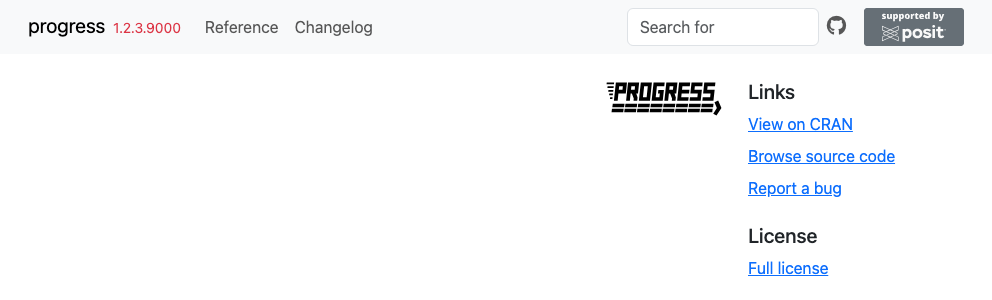 progress 1.2.3.9000 Reference Changelog Search for supported by posit
PROGRESS
Links
View on CRAN
Browse source code
Report a bug
License
Full license